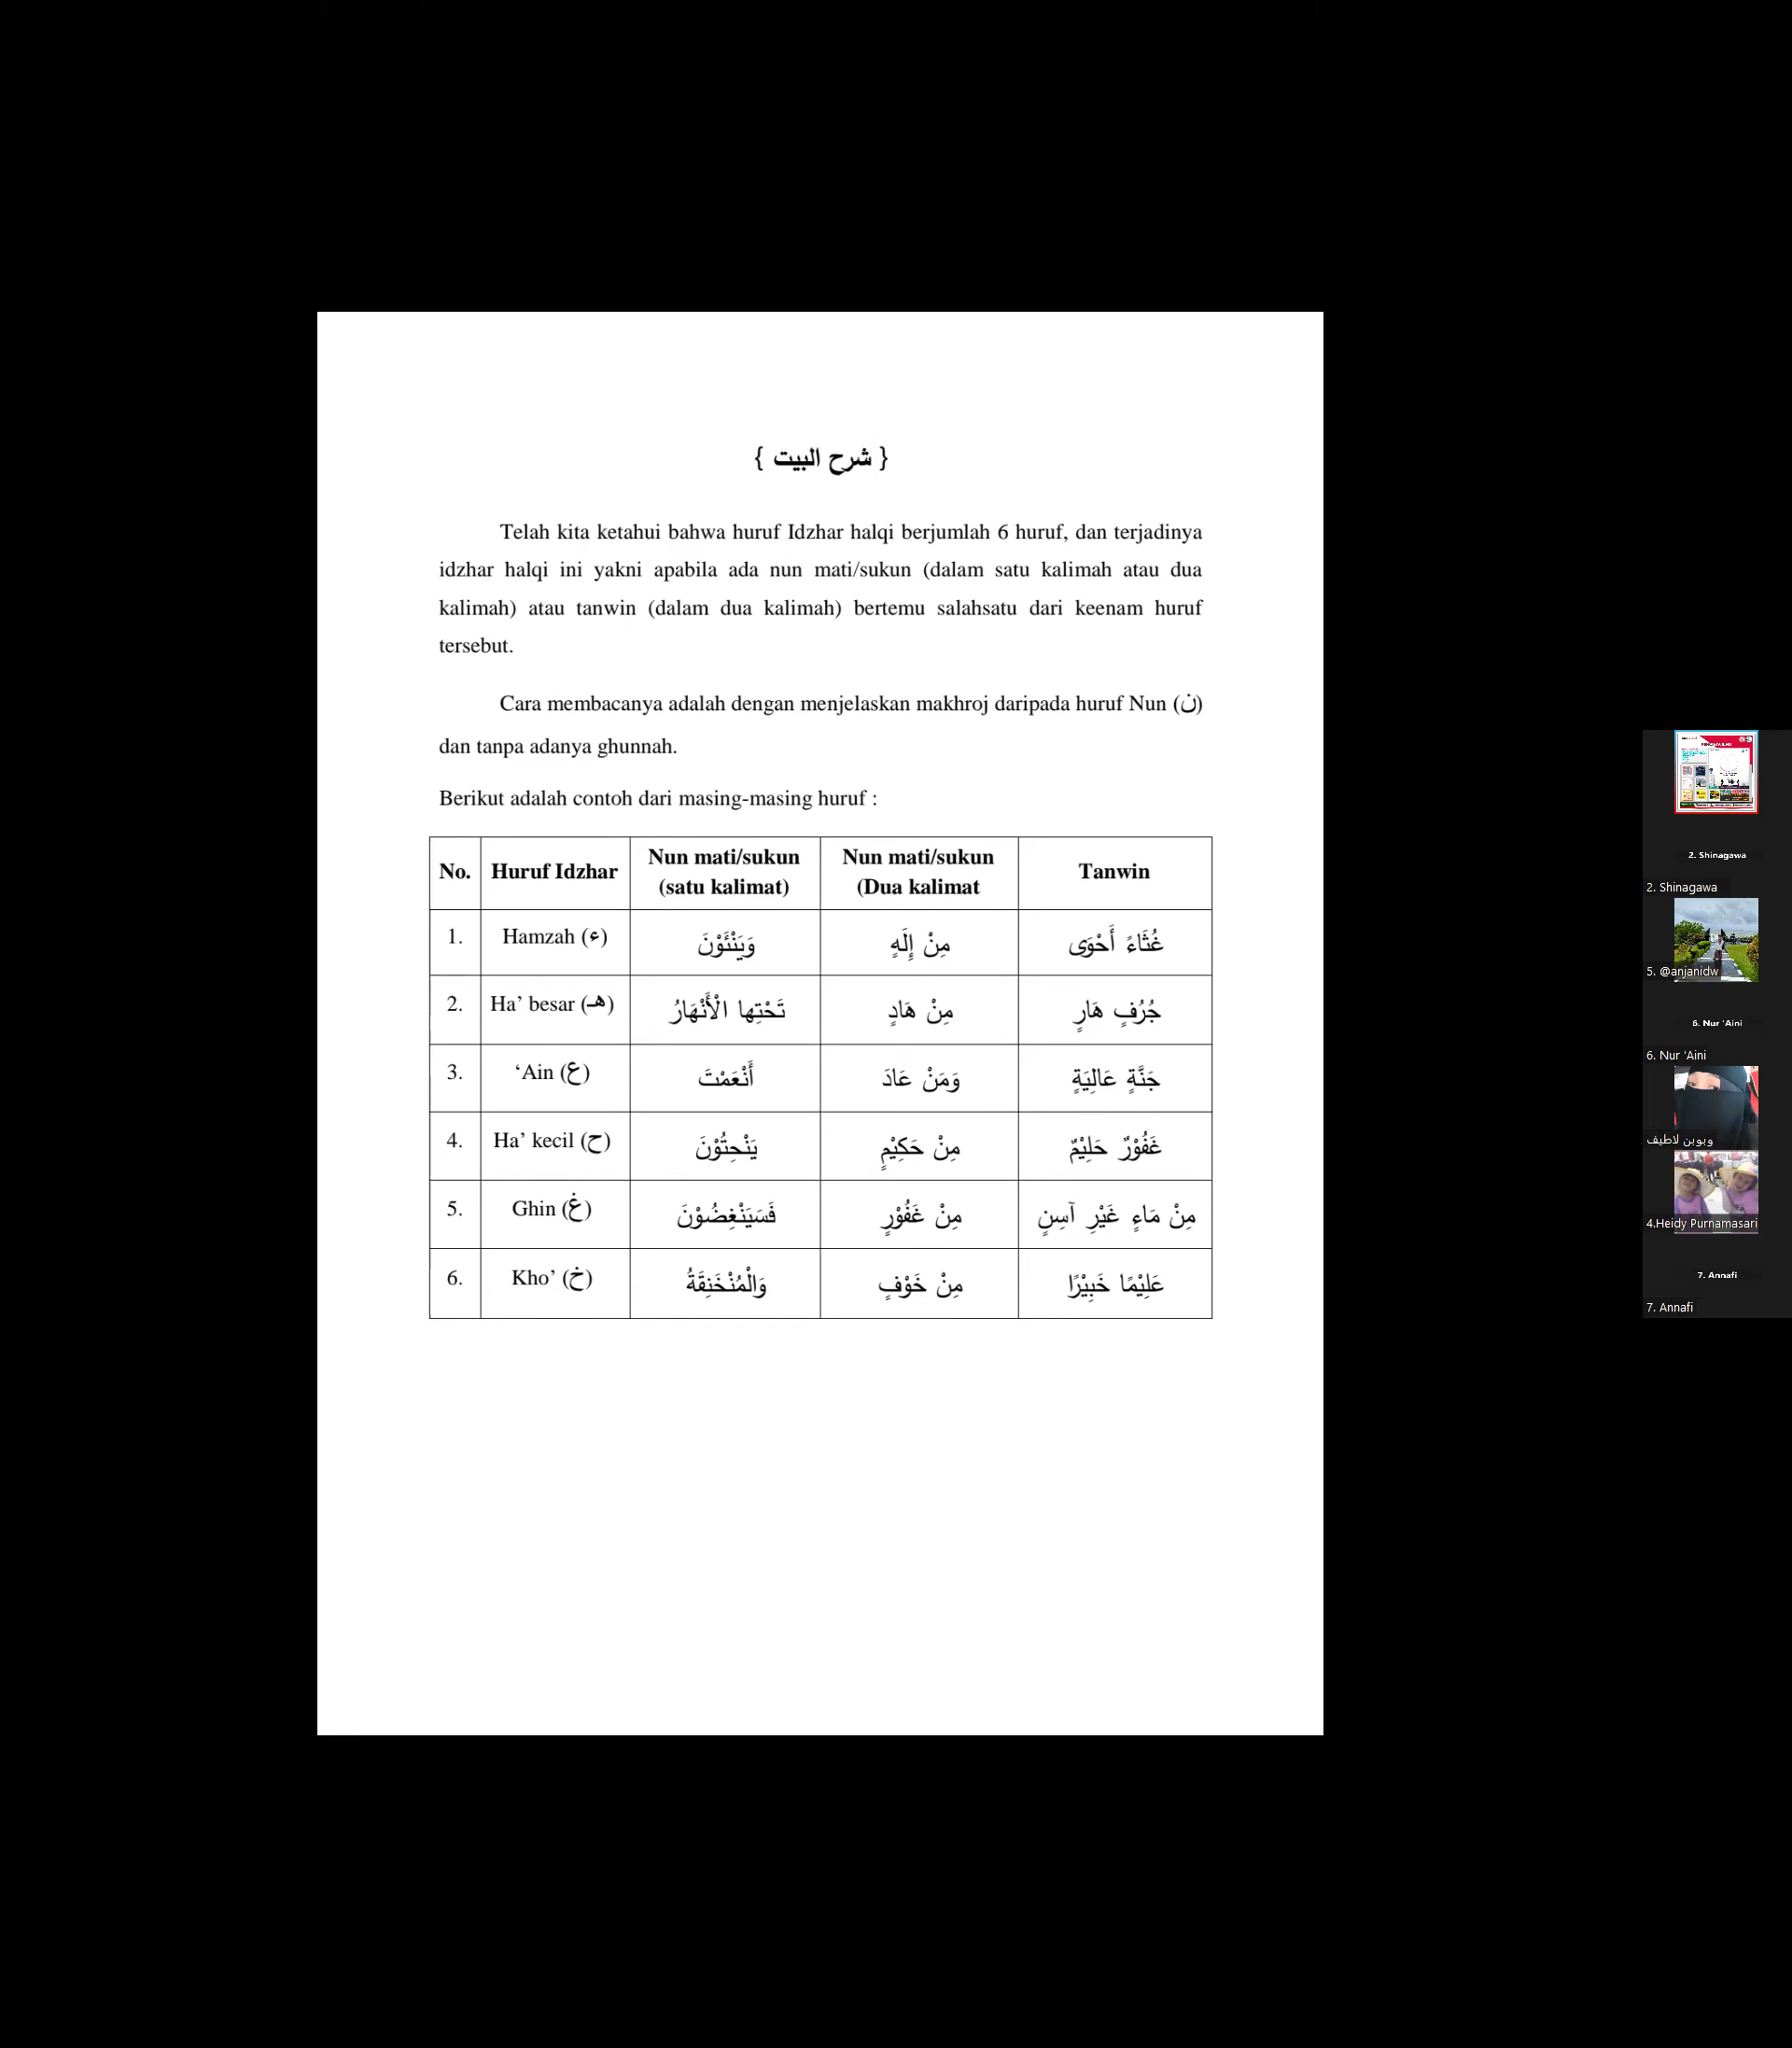 { شرح البيت }
Telah kita ketahui bahwa huruf Idzhar halqi berjumlah 6 huruf, dan terjadinya
idzhar halqi ini yakni apabila ada nun mati/sukun (dalam satu kalimah atau dua
kalimah) atau tanwin (dalam dua kalimah) bertemu salahsatu dari keenam huruf
tersebut.
Cara membacanya adalah dengan menjelaskan makhroj daripada huruf Nun (ن)
dan tanpa adanya ghunnah.
Berikut adalah contoh dari masing-masing huruf :
No. Huruf Idzhar Nun mati/sukun (satu kalimat) Nun mati/sukun (Dua kalimat Tanwin
1. Hamzah (ء) وَيَنْئَوْنَ مِنْ إِلَهٍ غُثَاءً أَحْوَى
2. Ha’ besar (هـ) تَحْتِها الْأَنْهَارُ مِنْ هَادٍ جُرُفٍ هَارٍ
3. ‘Ain (ع) أَنْعَمْتَ وَمَنْ عَادَ جَنَّةٍ عَالِيَةٍ
4. Ha’ kecil (ح) يَنْحِتُوْنَ مِنْ حَكِيْمٍ غَفُوْرٌ حَلِيْمٌ
5. Ghin (غ) فَسَيَنْغِضُوْنَ مِنْ غَفُوْرٍ مِنْ مَاءٍ غَيْرِ آسِنٍ
6. Kho’ (خ) وَالْمُنْخَنِقَةُ مِنْ خَوْفٍ عَلِيْمًا خَبِيْرًا
2. Shinagawa
2. Shinagawa
5. @anjanidw
6. Nur 'Aini
6. Nur 'Aini
وبوبن لاطيف
4.Heidy Purnamasari
7. Annafi
7. Annafi